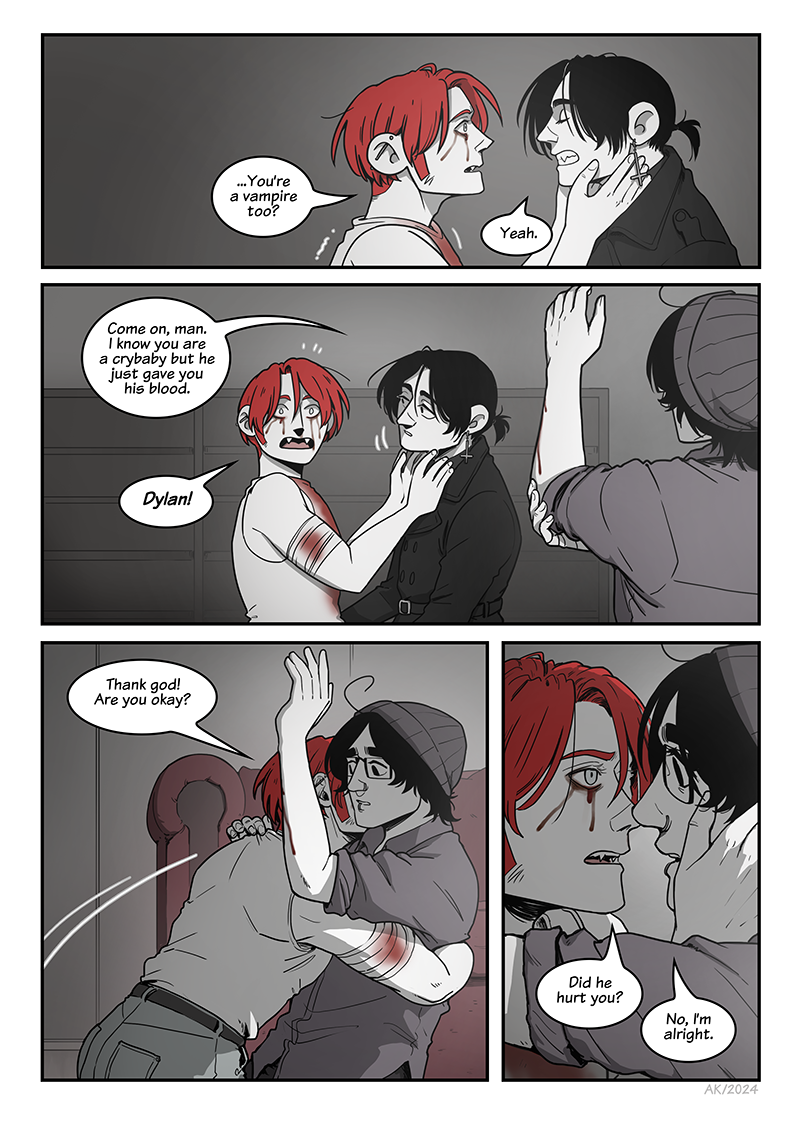 ...You're
a vampire
too?
Yeah.
Come on, man.
I know you are
a crybaby but he
just gave you
his blood.
Dylan!
Thank god!
Are you okay?
Did he
hurt you?
No, I'm
alright.
AK/2024